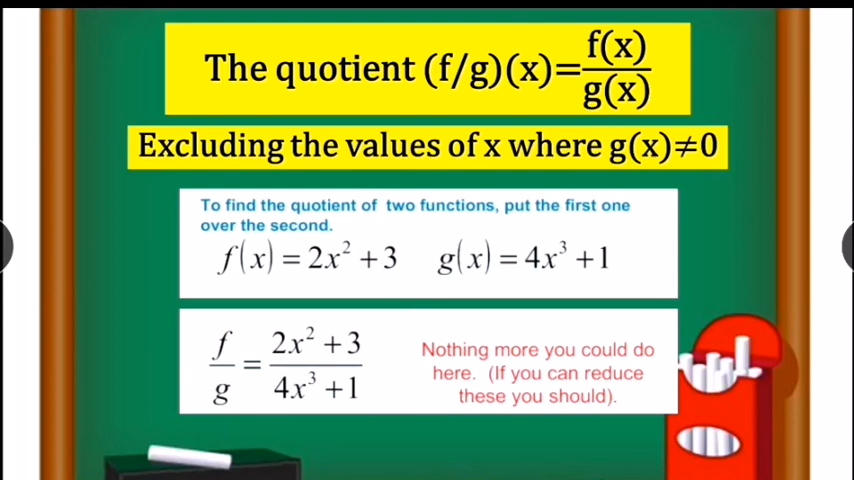 The quotient (f/g)(x)=f(x)/g(x)
Excluding the values of x where g(x)≠0
To find the quotient of two functions, put the first one
over the second.
f(x) = 2x² + 3 g(x) = 4x³ + 1
f/g = (2x² + 3)/(4x³ + 1)
Nothing more you could do
here. (If you can reduce
these you should).